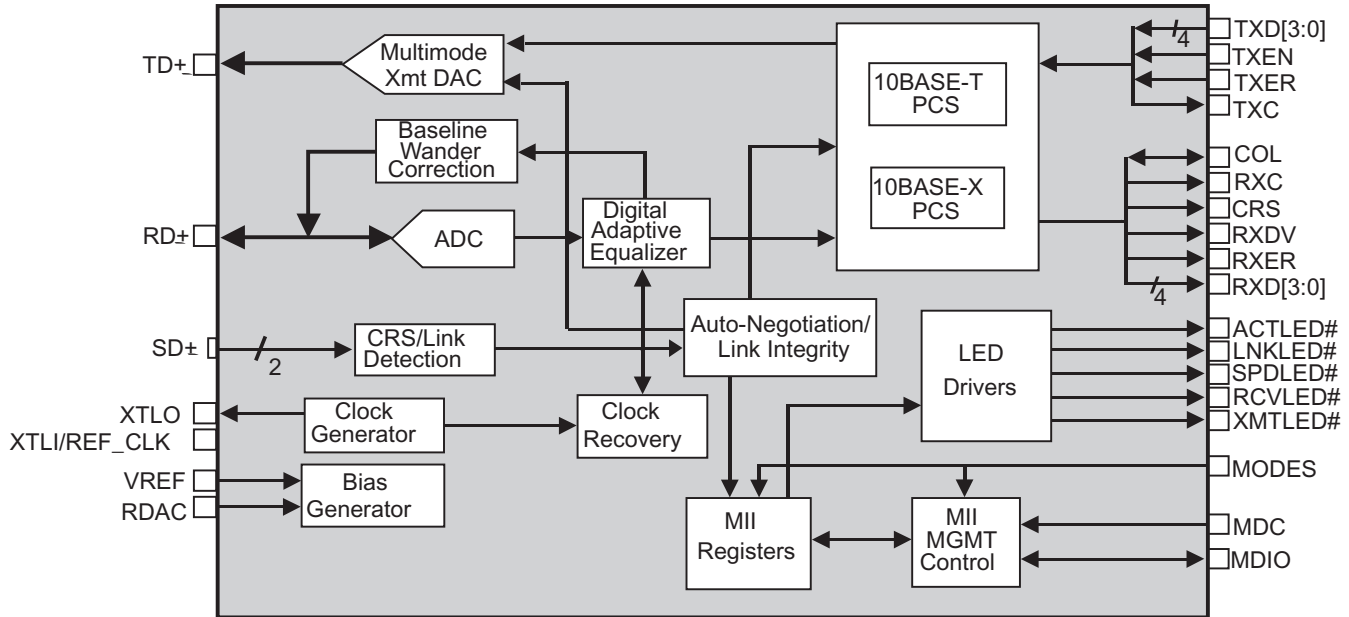 TD±
RD±
SD±
2
XTLO
XTLI/REF_CLK
VREF
RDAC
Multimode
Xmt DAC
Baseline
Wander
Correction
ADC
Digital
Adaptive
Equalizer
CRS/Link
Detection
Clock
Generator
Bias
Generator
Clock
Recovery
Auto-Negotiation/
Link Integrity
10BASE-T
PCS
10BASE-X
PCS
LED
Drivers
MII
Registers
MII
MGMT
Control
4
TXD[3:0]
TXEN
TXER
TXC
COL
RXC
CRS
RXDV
RXER
4
RXD[3:0]
ACTLED#
LNKLED#
SPDLED#
RCVLED#
XMTLED#
MODES
MDC
MDIO